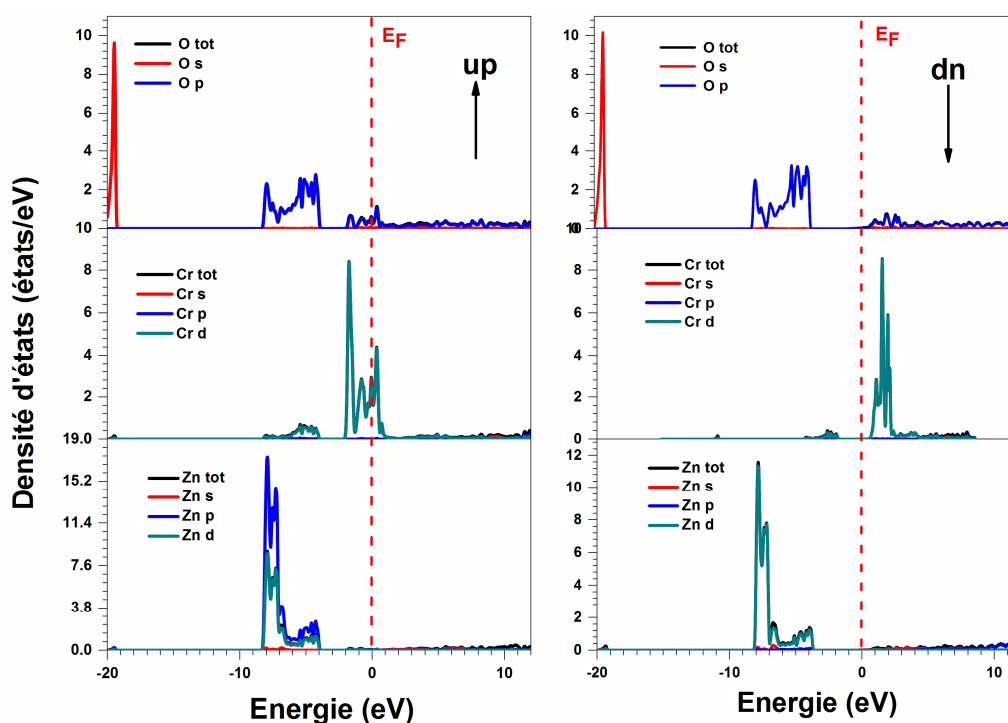 Densité d'états (états/eV)
10
8
6
4
2
10
O tot
O s
O p
E_F
up
8
6
4
2
0
19.0
Cr tot
Cr s
Cr p
Cr d
15.2
11.4
7.6
3.8
0.0
Zn tot
Zn s
Zn p
Zn d
-20 -10 0 10
Energie (eV)
10
8
6
4
2
O tot
O s
O p
E_F
dn
8
6
4
2
0
Cr tot
Cr s
Cr p
Cr d
12
10
8
6
4
2
0
Zn tot
Zn s
Zn p
Zn d
-20 -10 0 10
Energie (eV)